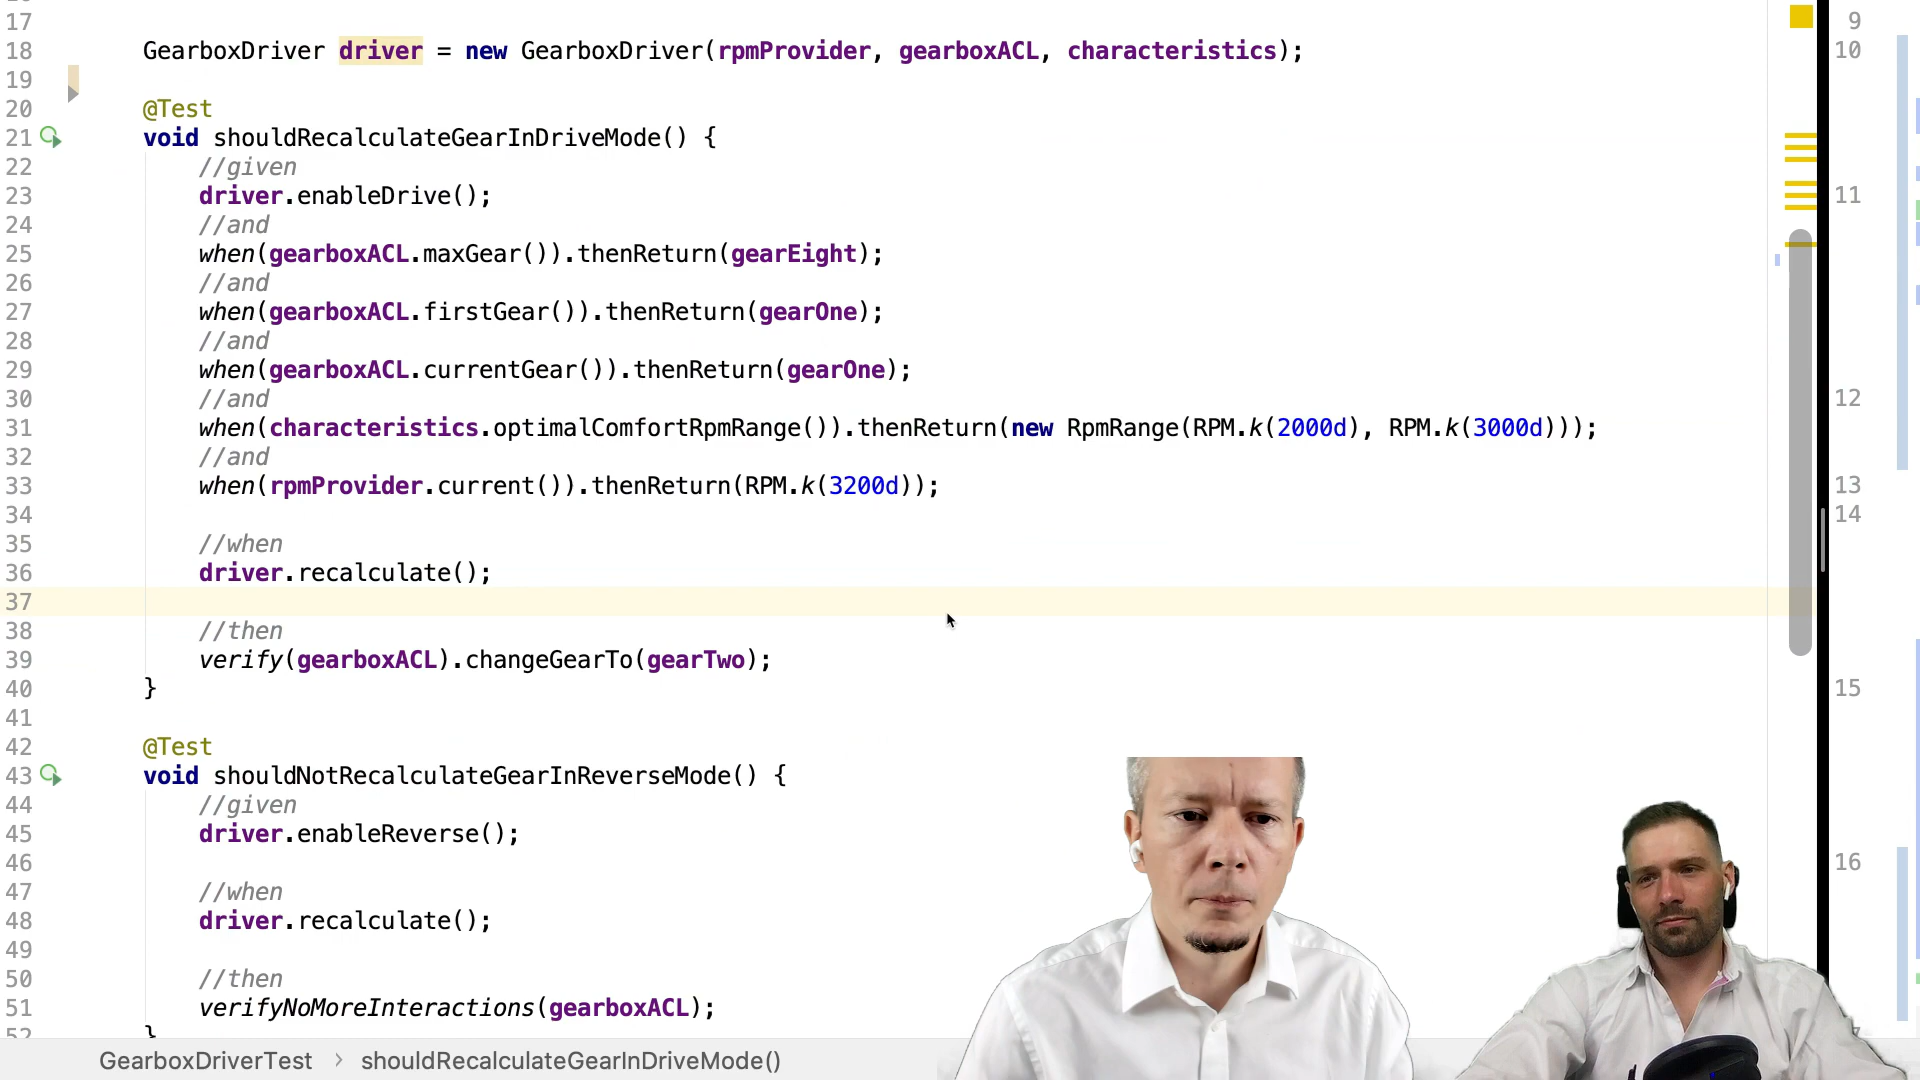 17
18 GearboxDriver driver = new GearboxDriver(rpmProvider, gearboxACL, characteristics);
19
20 @Test
21 void shouldRecalculateGearInDriveMode() {
22 //given
23 driver.enableDrive();
24 //and
25 when(gearboxACL.maxGear()).thenReturn(gearEight);
26 //and
27 when(gearboxACL.firstGear()).thenReturn(gearOne);
28 //and
29 when(gearboxACL.currentGear()).thenReturn(gearOne);
30 //and
31 when(characteristics.optimalComfortRpmRange()).thenReturn(new RpmRange(RPM.k(2000d), RPM.k(3000d)));
32 //and
33 when(rpmProvider.current()).thenReturn(RPM.k(3200d));
34
35 //when
36 driver.recalculate();
37
38 //then
39 verify(gearboxACL).changeGearTo(gearTwo);
40 }
41
42 @Test
43 void shouldNotRecalculateGearInReverseMode() {
44 //given
45 driver.enableReverse();
46
47 //when
48 driver.recalculate();
49
50 //then
51 verifyNoMoreInteractions(gearboxACL);
52 }
GearboxDriverTest › shouldRecalculateGearInDriveMode()
9
10
11
12
13
14
15
16